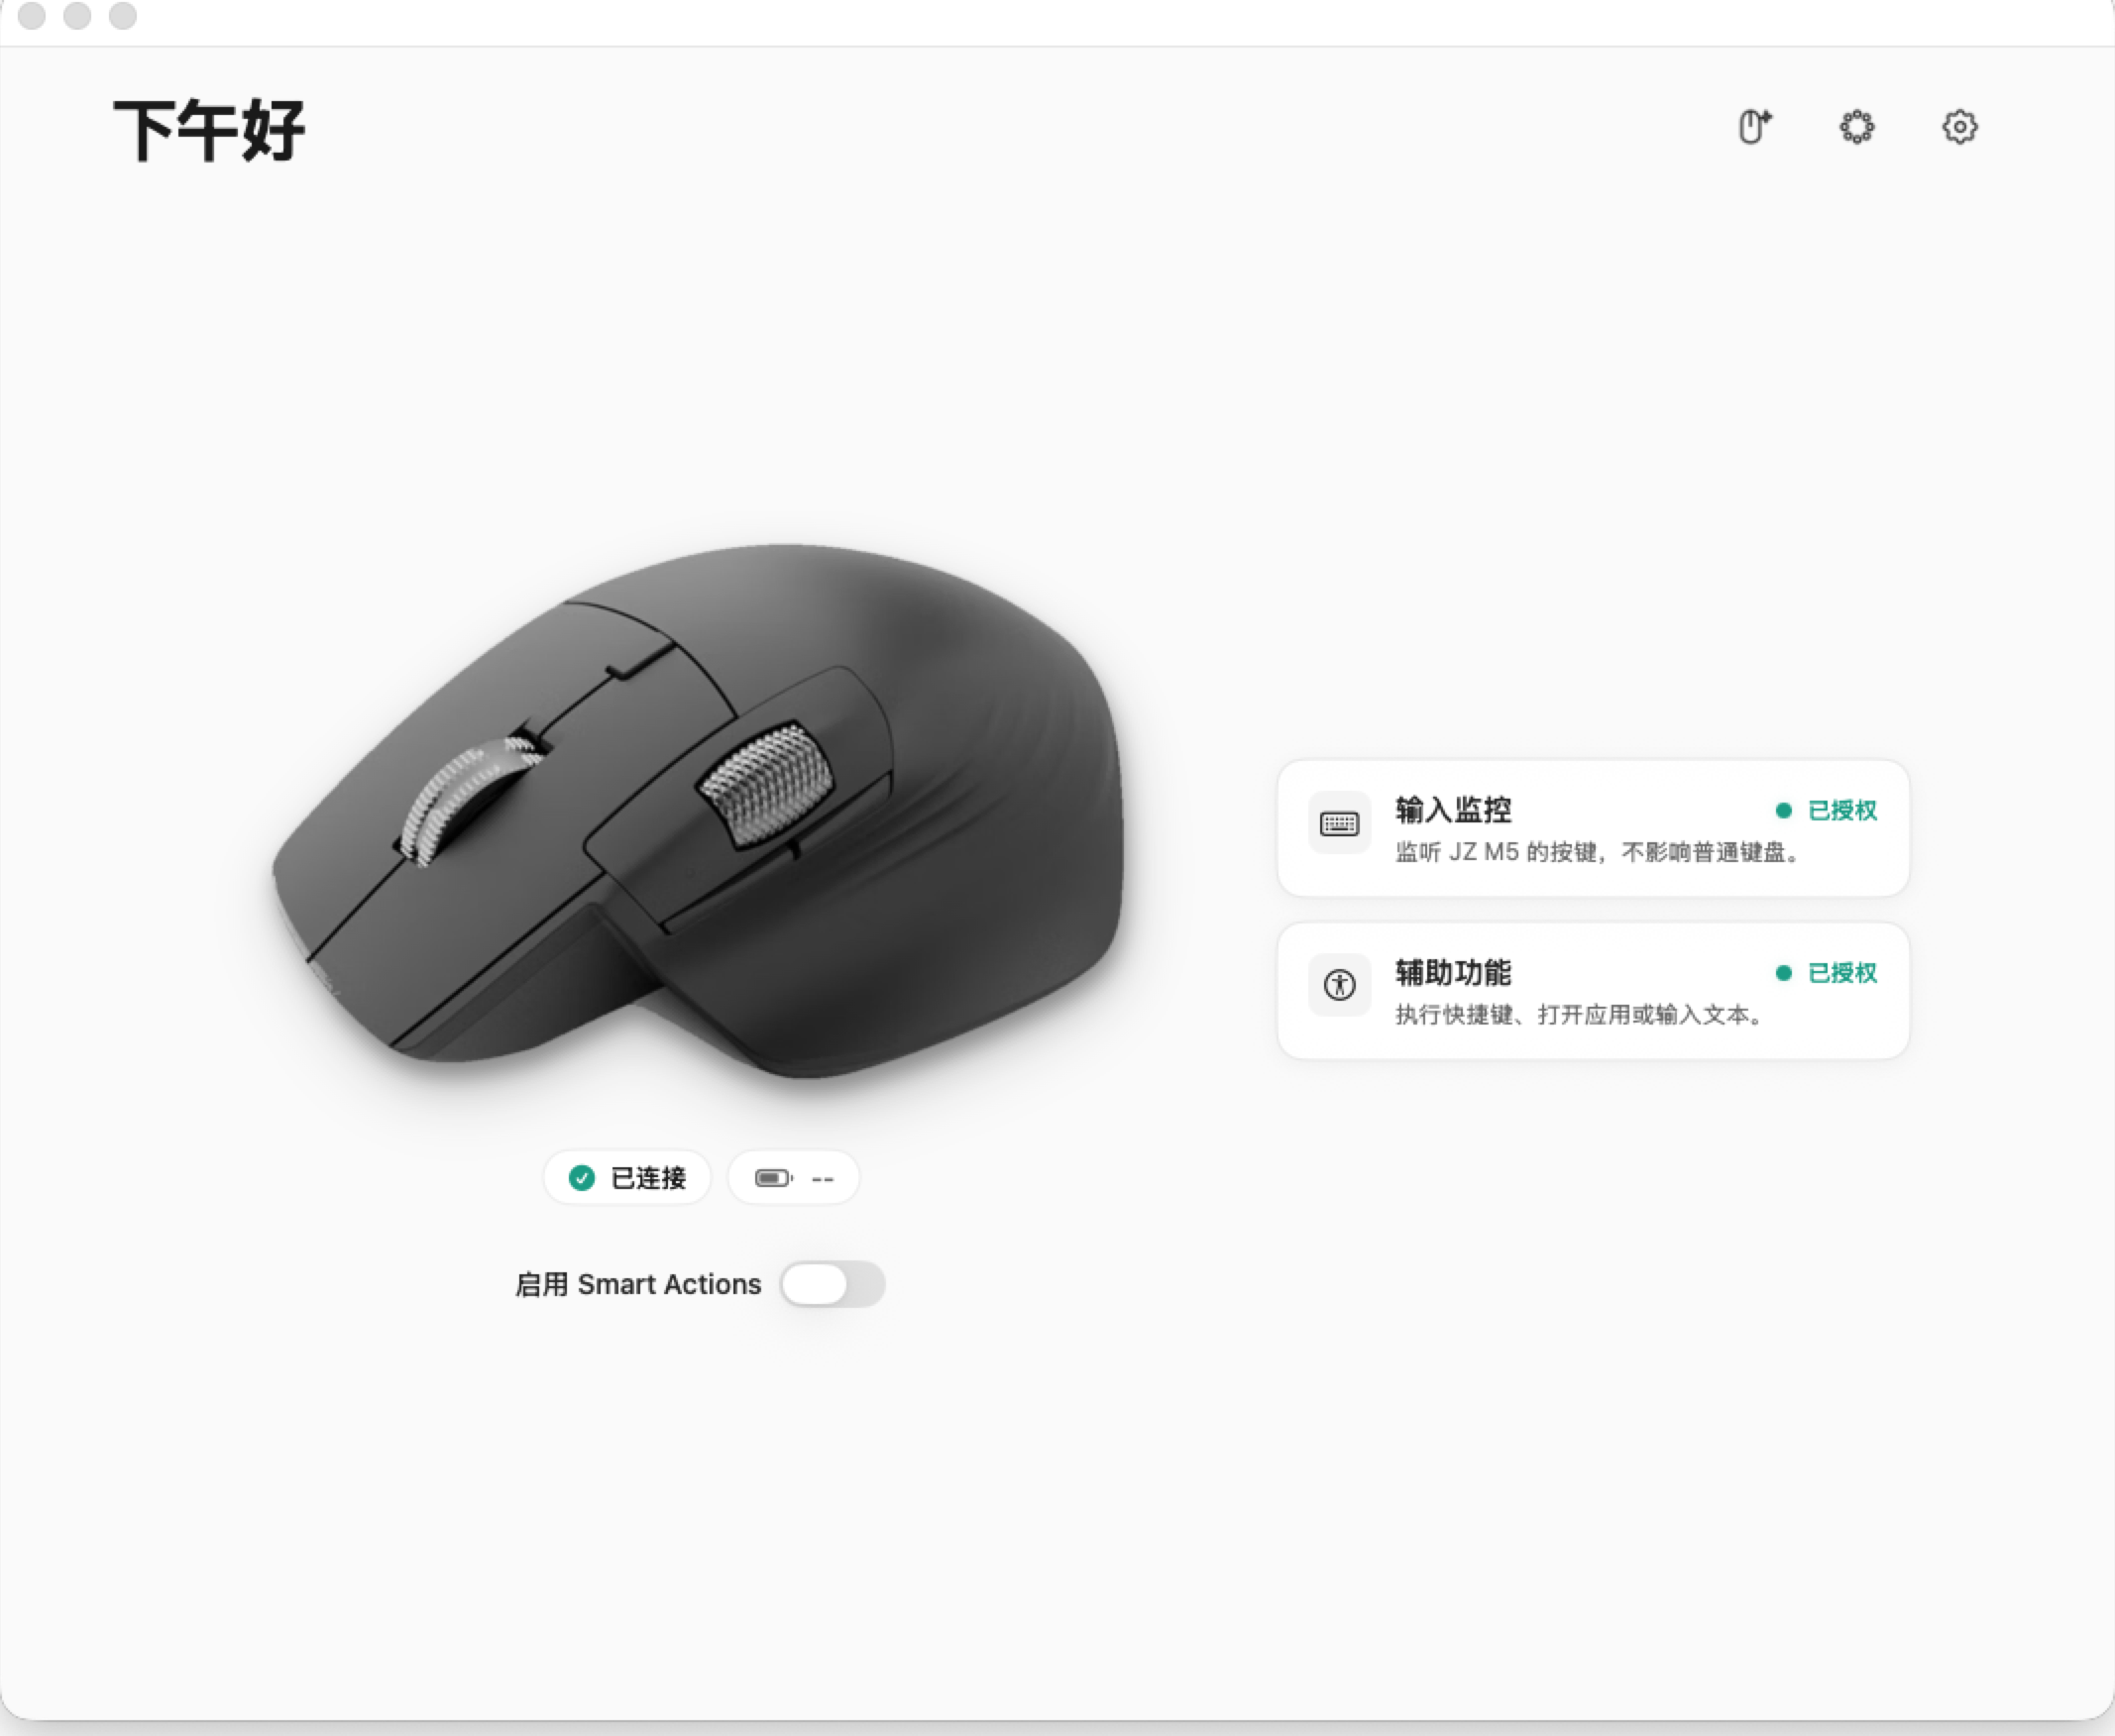 下午好
输入监控
已授权
监听 JZ M5 的按键，不影响普通键盘。
辅助功能
已授权
执行快捷键、打开应用或输入文本。
已连接
--
启用 Smart Actions